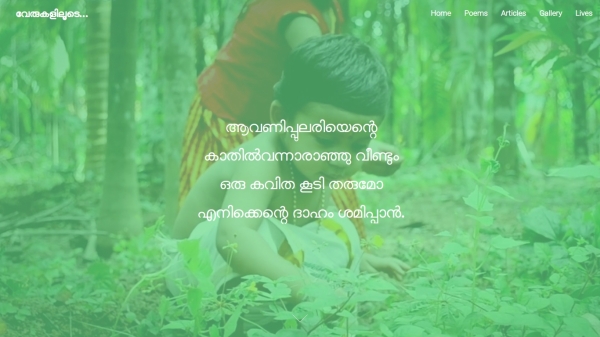 വേരുകളിലൂടെ...
Home Poems Articles Gallery Lives
ആവണിപ്പുലരിയെന്റെ
കാതിൽവന്നാരാഞ്ഞു വീണ്ടും
ഒരു കവിത കൂടി തരുമോ
എനിക്കെന്റെ ദാഹം ശമിപ്പാൻ.